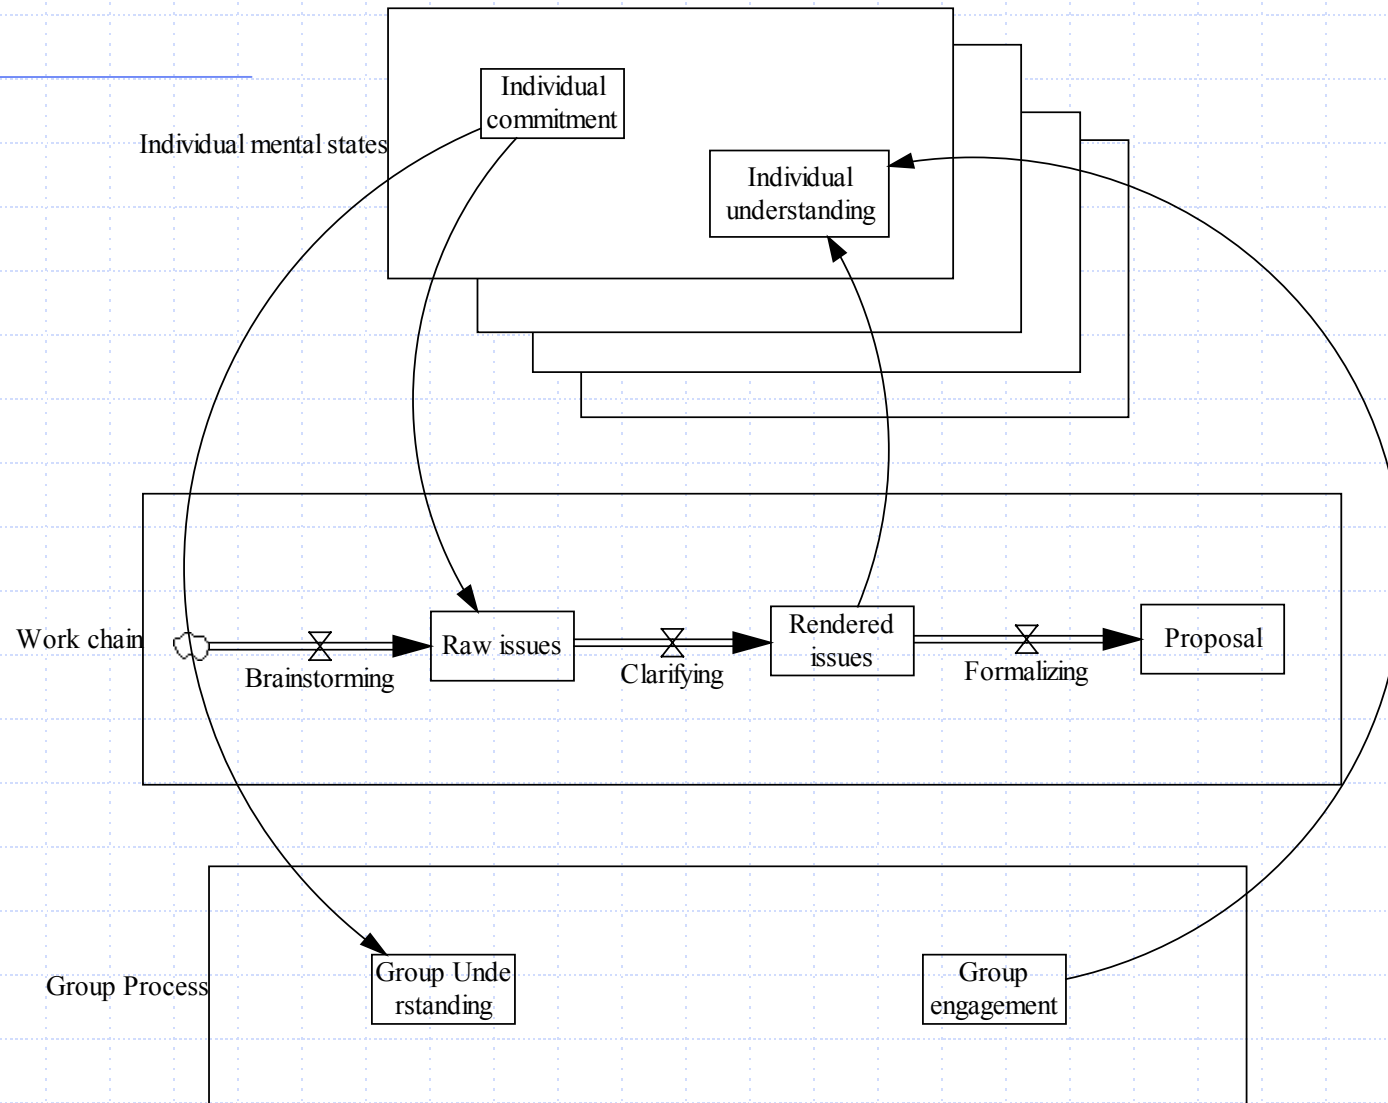 Individual
commitment
Individual mental states
Individual
understanding
Work chain
Brainstorming
Raw issues
Clarifying
Rendered
issues
Formalizing
Proposal
Group Process
Group Unde
rstanding
Group
engagement